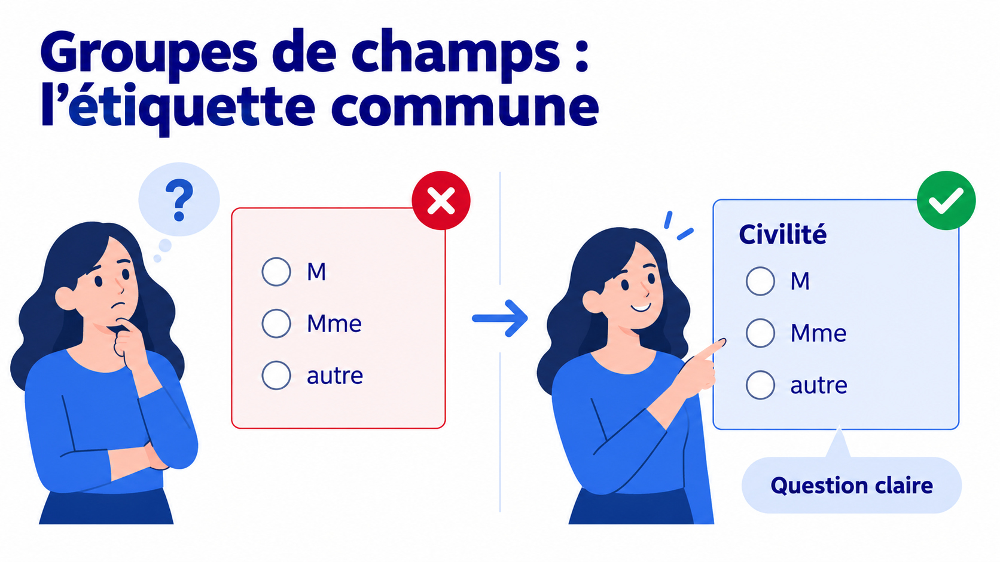 Groupes de champs :
l’étiquette commune
?
M
Mme
autre
Civilité
M
Mme
autre
Question claire